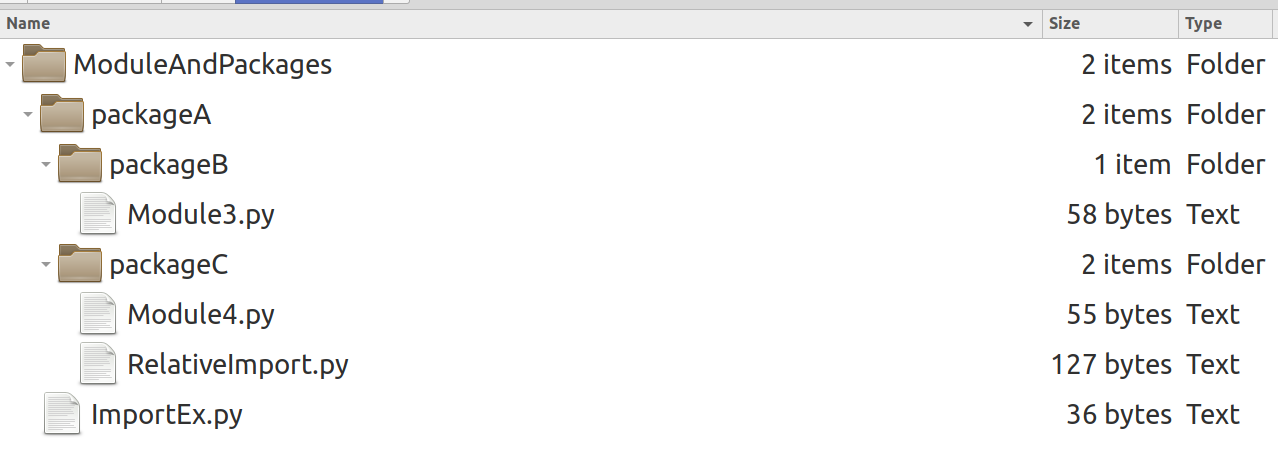 Name Size Type
ModuleAndPackages 2 items Folder
packageA 2 items Folder
packageB 1 item Folder
Module3.py 58 bytes Text
packageC 2 items Folder
Module4.py 55 bytes Text
RelativeImport.py 127 bytes Text
ImportEx.py 36 bytes Text